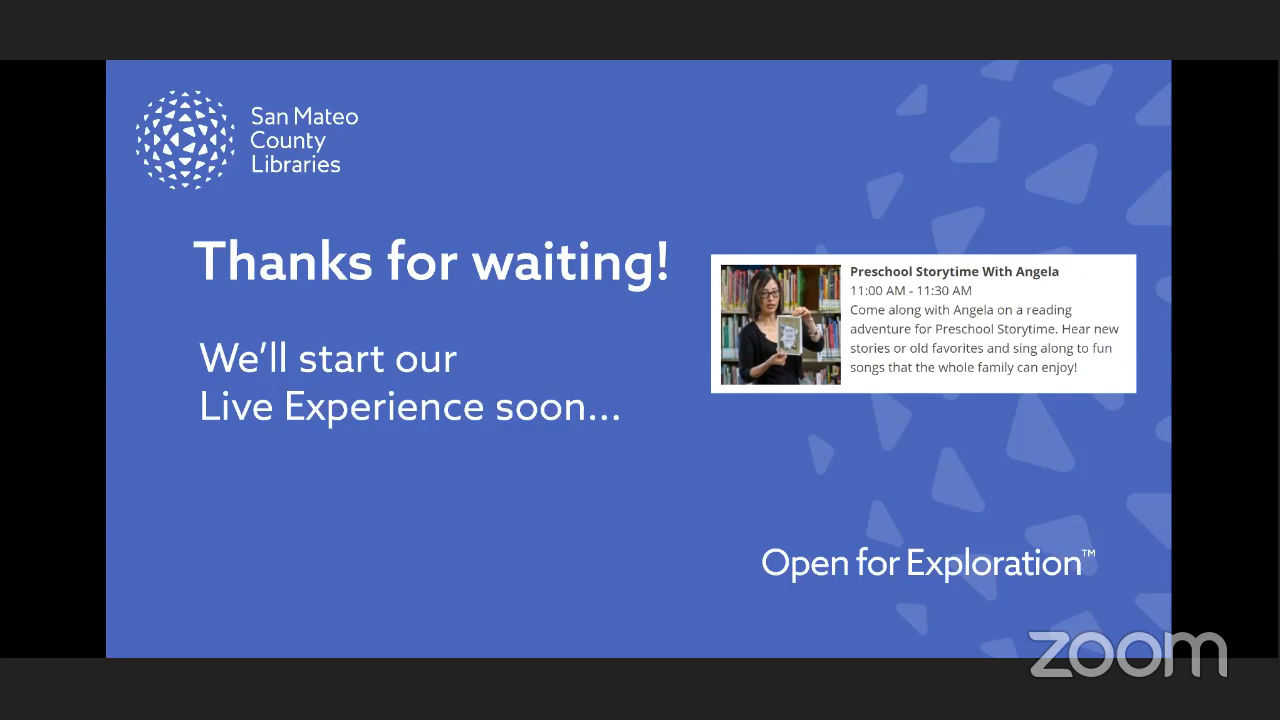 San Mateo
County
Libraries
Thanks for waiting!
We'll start our
Live Experience soon...
Preschool Storytime With Angela
11:00 AM - 11:30 AM
Come along with Angela on a reading
adventure for Preschool Storytime. Hear new
stories or old favorites and sing along to fun
songs that the whole family can enjoy!
Open for Exploration™
zoom